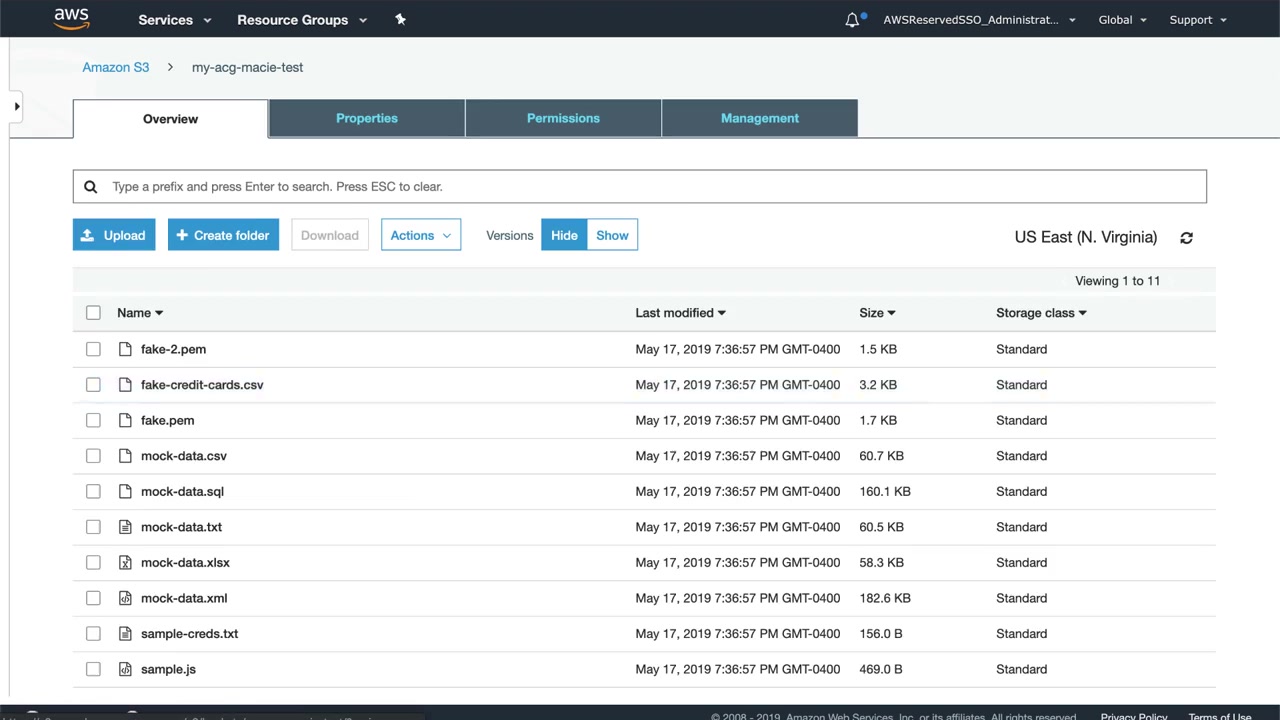 aws Services Resource Groups AWSReservedSSO_Administrat... Global Support
Amazon S3 my-acg-macie-test
Overview Properties Permissions Management
Type a prefix and press Enter to search. Press ESC to clear.
Upload Create folder Download Actions Versions Hide Show US East (N. Virginia)
Viewing 1 to 11
Name Last modified Size Storage class
fake-2.pem May 17, 2019 7:36:57 PM GMT-0400 1.5 KB Standard
fake-credit-cards.csv May 17, 2019 7:36:57 PM GMT-0400 3.2 KB Standard
fake.pem May 17, 2019 7:36:57 PM GMT-0400 1.7 KB Standard
mock-data.csv May 17, 2019 7:36:57 PM GMT-0400 60.7 KB Standard
mock-data.sql May 17, 2019 7:36:57 PM GMT-0400 160.1 KB Standard
mock-data.txt May 17, 2019 7:36:57 PM GMT-0400 60.5 KB Standard
mock-data.xlsx May 17, 2019 7:36:57 PM GMT-0400 58.3 KB Standard
mock-data.xml May 17, 2019 7:36:57 PM GMT-0400 182.6 KB Standard
sample-creds.txt May 17, 2019 7:36:57 PM GMT-0400 156.0 B Standard
sample.js May 17, 2019 7:36:57 PM GMT-0400 469.0 B Standard
© 2008 - 2019, Amazon Web Services, Inc. or its affiliates. All rights reserved. Privacy Policy Terms of Use